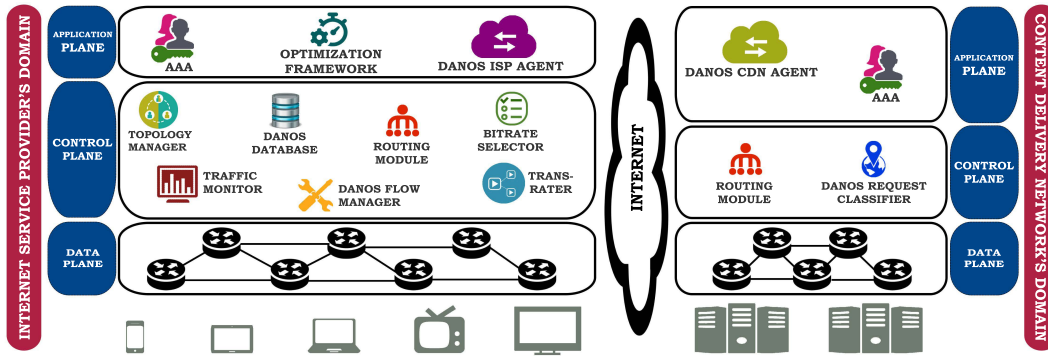 INTERNET SERVICE PROVIDER'S DOMAIN
APPLICATION
PLANE
AAA
OPTIMIZATION
FRAMEWORK
DANOS ISP AGENT
CONTROL
PLANE
TOPOLOGY
MANAGER
DANOS
DATABASE
ROUTING
MODULE
BITRATE
SELECTOR
TRAFFIC
MONITOR
DANOS FLOW
MANAGER
TRANS-
RATER
DATA
PLANE
INTERNET
DANOS CDN AGENT
AAA
APPLICATION
PLANE
ROUTING
MODULE
DANOS REQUEST
CLASSIFIER
CONTROL
PLANE
DATA
PLANE
CONTENT DELIVERY NETWORK'S DOMAIN